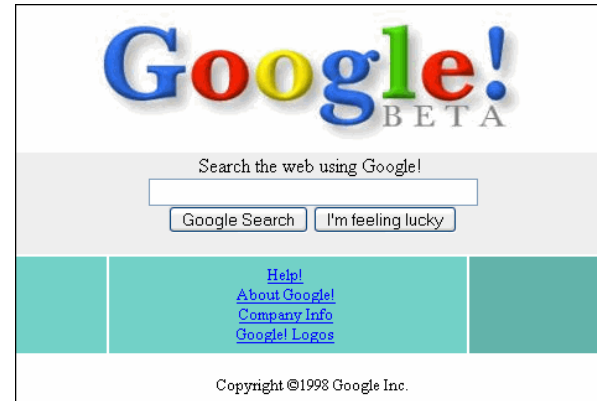 Google!
BETA
Search the web using Google!
Google Search I'm feeling lucky
Help!
About Google!
Company Info
Google! Logos
Copyright ©1998 Google Inc.